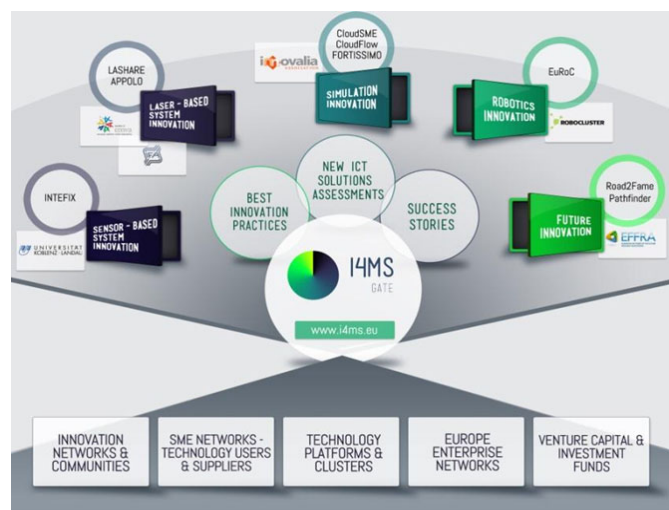 CloudSME
CloudFlow
FORTISSIMO
innovalia
ASSOCIATION
SIMULATION
INNOVATION
LASHARE
APPOLO
LASER - BASED
SYSTEM
INNOVATION
EuRoC
ROBOTICS
INNOVATION
ROBOCLUSTER
INTEFIX
SENSOR - BASED
SYSTEM
INNOVATION
UNIVERSITAT
KOBLENZ · LANDAU
Road2Fame
Pathfinder
FUTURE
INNOVATION
EFFRA
BEST
INNOVATION
PRACTICES
NEW ICT
SOLUTIONS
ASSESSMENTS
SUCCESS
STORIES
I4MS
GATE
www.i4ms.eu
INNOVATION
NETWORKS &
COMMUNITIES
SME NETWORKS -
TECHNOLOGY USERS
& SUPPLIERS
TECHNOLOGY
PLATFORMS &
CLUSTERS
EUROPE
ENTERPRISE
NETWORKS
VENTURE CAPITAL &
INVESTMENT
FUNDS